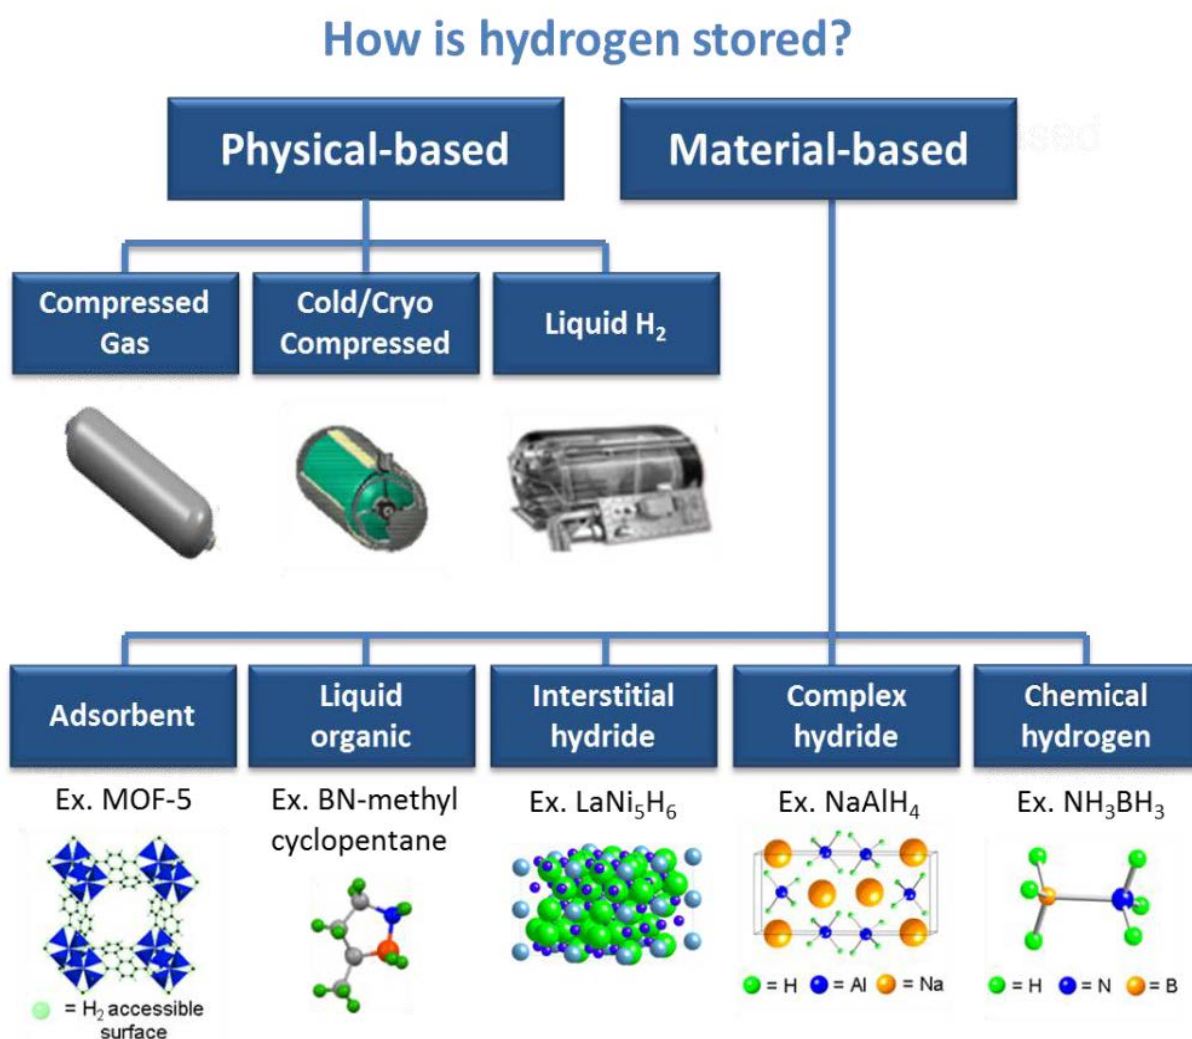 How is hydrogen stored?
Physical-based
Material-based
Compressed
Gas
Cold/Cryo
Compressed
Liquid H₂
Adsorbent
Liquid
organic
Interstitial
hydride
Complex
hydride
Chemical
hydrogen
Ex. MOF-5
Ex. BN-methyl
cyclopentane
Ex. LaNi₅H₆
Ex. NaAlH₄
Ex. NH₃BH₃
= H₂ accessible
surface
= H = Al = Na
= H = N = B